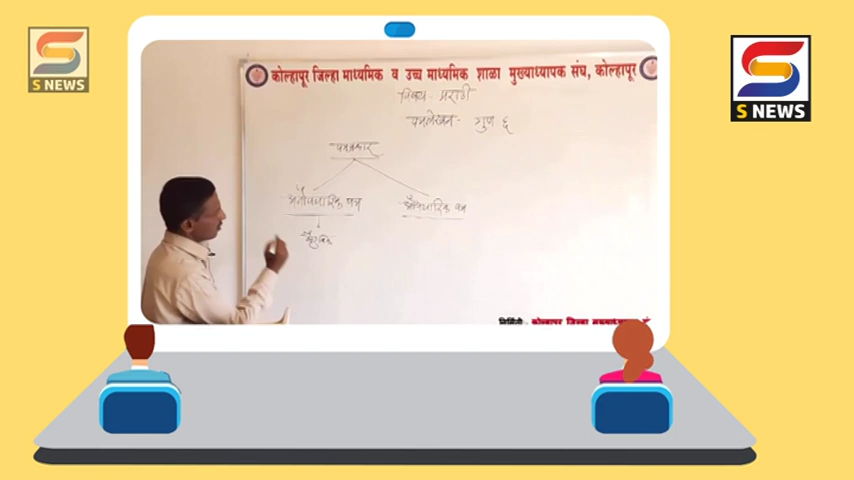 S NEWS
S NEWS
कोल्हापूर जिल्हा माध्यमिक व उच्च माध्यमिक शाळा मुख्याध्यापक संघ, कोल्हापूर
विषय - मराठी
पत्रलेखन - गुण ६
पत्रप्रकार
अनौपचारिक पत्र औपचारिक पत्र
कौटुंबिक
निर्मिती - कोल्हापूर जिल्हा मुख्याध्यापक